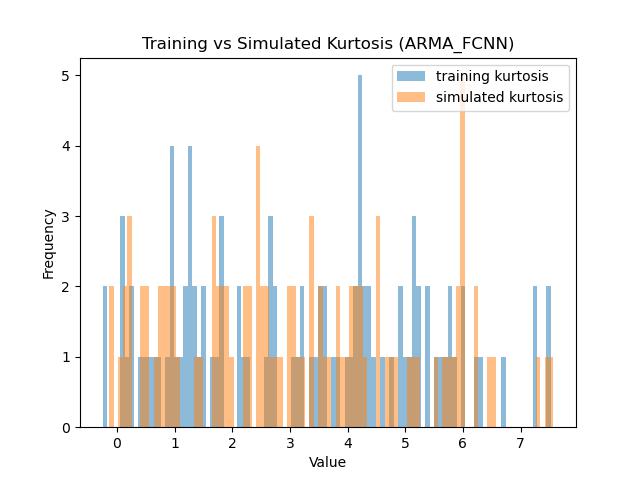 Training vs Simulated Kurtosis (ARMA_FCNN)
training kurtosis
simulated kurtosis
5
4
3
2
1
0
Frequency
0 1 2 3 4 5 6 7
Value